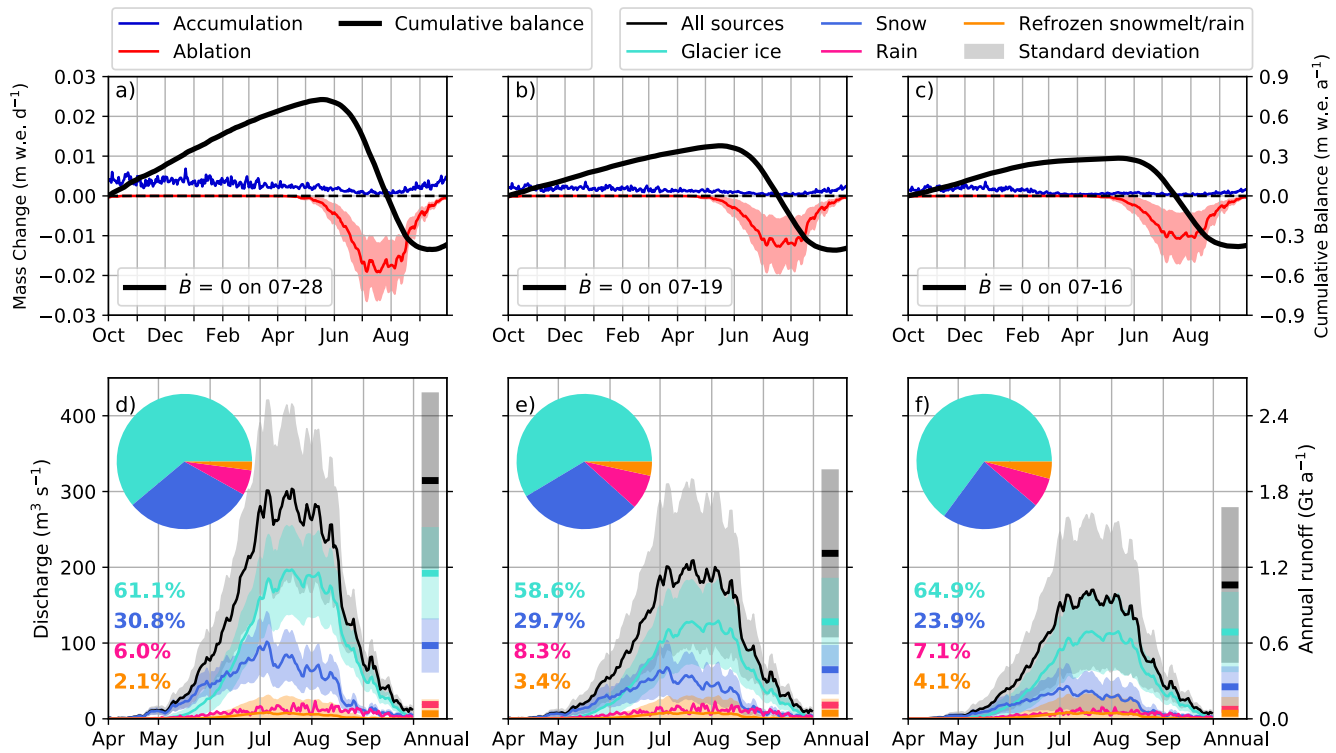 Accumulation
Ablation
Cumulative balance
All sources
Glacier ice
Snow
Rain
Refrozen snowmelt/rain
Standard deviation
Mass Change (m w.e. d⁻¹)
0.03
0.02
0.01
0.00
−0.01
−0.02
−0.03
a)
Ḃ = 0 on 07-28
Oct Dec Feb Apr Jun Aug
b)
Ḃ = 0 on 07-19
Oct Dec Feb Apr Jun Aug
c)
Ḃ = 0 on 07-16
Oct Dec Feb Apr Jun Aug
0.9
0.6
0.3
0.0
−0.3
−0.6
−0.9
Cumulative Balance (m w.e. a⁻¹)
Discharge (m³ s⁻¹)
400
300
200
100
0
d)
61.1%
30.8%
6.0%
2.1%
Apr May Jun Jul Aug Sep Annual
e)
58.6%
29.7%
8.3%
3.4%
Apr May Jun Jul Aug Sep Annual
f)
64.9%
23.9%
7.1%
4.1%
Apr May Jun Jul Aug Sep Annual
2.4
1.8
1.2
0.6
0.0
Annual runoff (Gt a⁻¹)